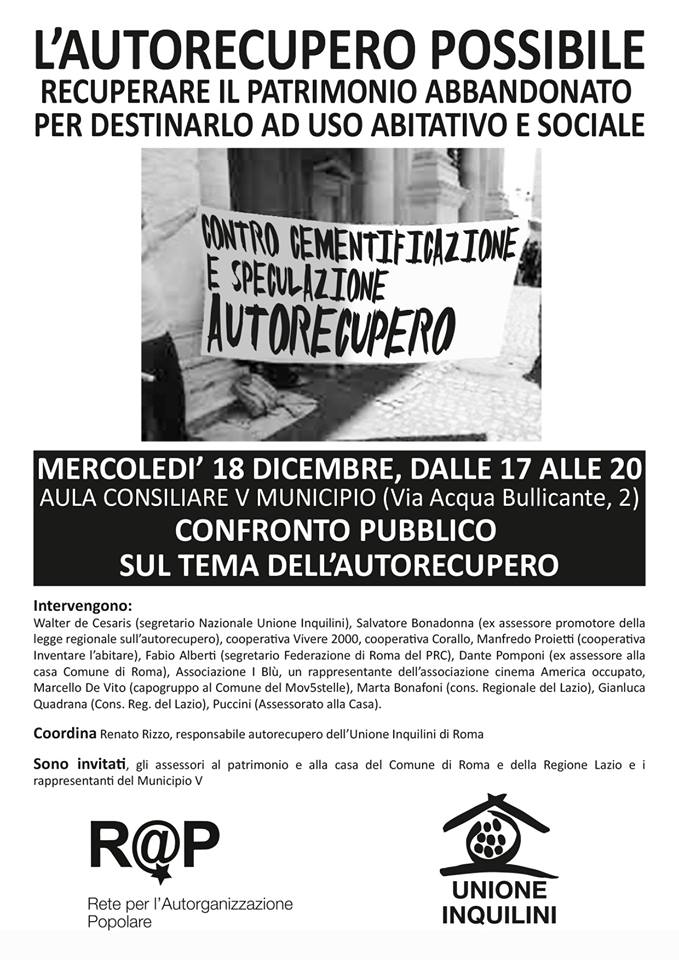 L'AUTORECUPERO POSSIBILE
RECUPERARE IL PATRIMONIO ABBANDONATO
PER DESTINARLO AD USO ABITATIVO E SOCIALE
CONTRO CEMENTIFICAZIONE
E SPECULAZIONE
AUTORECUPERO
MERCOLEDI' 18 DICEMBRE, DALLE 17 ALLE 20
AULA CONSILIARE V MUNICIPIO (Via Acqua Bullicante, 2)
CONFRONTO PUBBLICO
SUL TEMA DELL'AUTORECUPERO
Intervengono:
Walter de Cesaris (segretario Nazionale Unione Inquilini), Salvatore Bonadonna (ex assessore promotore della
legge regionale sull'autorecupero), cooperativa Vivere 2000, cooperativa Corallo, Manfredo Proietti (cooperativa
Inventare l'abitare), Fabio Alberti (segretario Federazione di Roma del PRC), Dante Pomponi (ex assessore alla
casa Comune di Roma), Associazione I Blù, un rappresentante dell'associazione cinema America occupato,
Marcello De Vito (capogruppo al Comune del Mov5stelle), Marta Bonafoni (cons. Regionale del Lazio), Gianluca
Quadrana (Cons. Reg. del Lazio), Puccini (Assessorato alla Casa).
Coordina Renato Rizzo, responsabile autorecupero dell'Unione Inquilini di Roma
Sono invitati, gli assessori al patrimonio e alla casa del Comune di Roma e della Regione Lazio e i
rappresentanti del Municipio V
R@P
Rete per l'Autorganizzazione
Popolare
UNIONE
INQUILINI